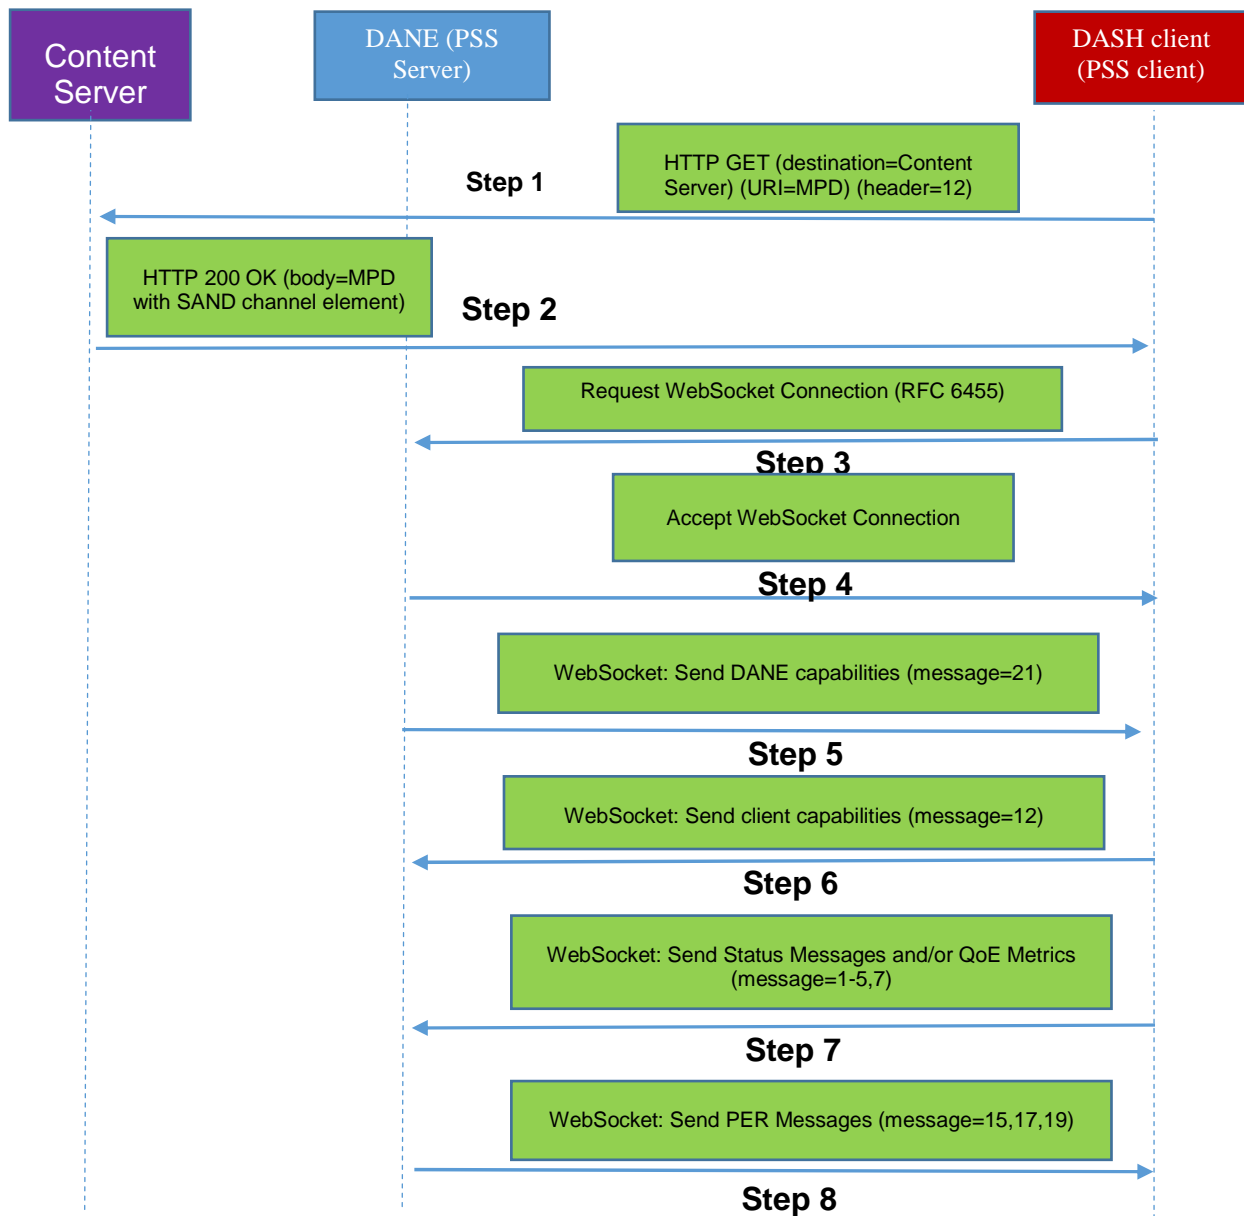 Content
Server
DANE (PSS
Server)
DASH client
(PSS client)
HTTP GET (destination=Content
Server) (URI=MPD) (header=12)
Step 1
HTTP 200 OK (body=MPD
with SAND channel element)
Step 2
Request WebSocket Connection (RFC 6455)
Step 3
Accept WebSocket Connection
Step 4
WebSocket: Send DANE capabilities (message=21)
Step 5
WebSocket: Send client capabilities (message=12)
Step 6
WebSocket: Send Status Messages and/or QoE Metrics
(message=1-5,7)
Step 7
WebSocket: Send PER Messages (message=15,17,19)
Step 8